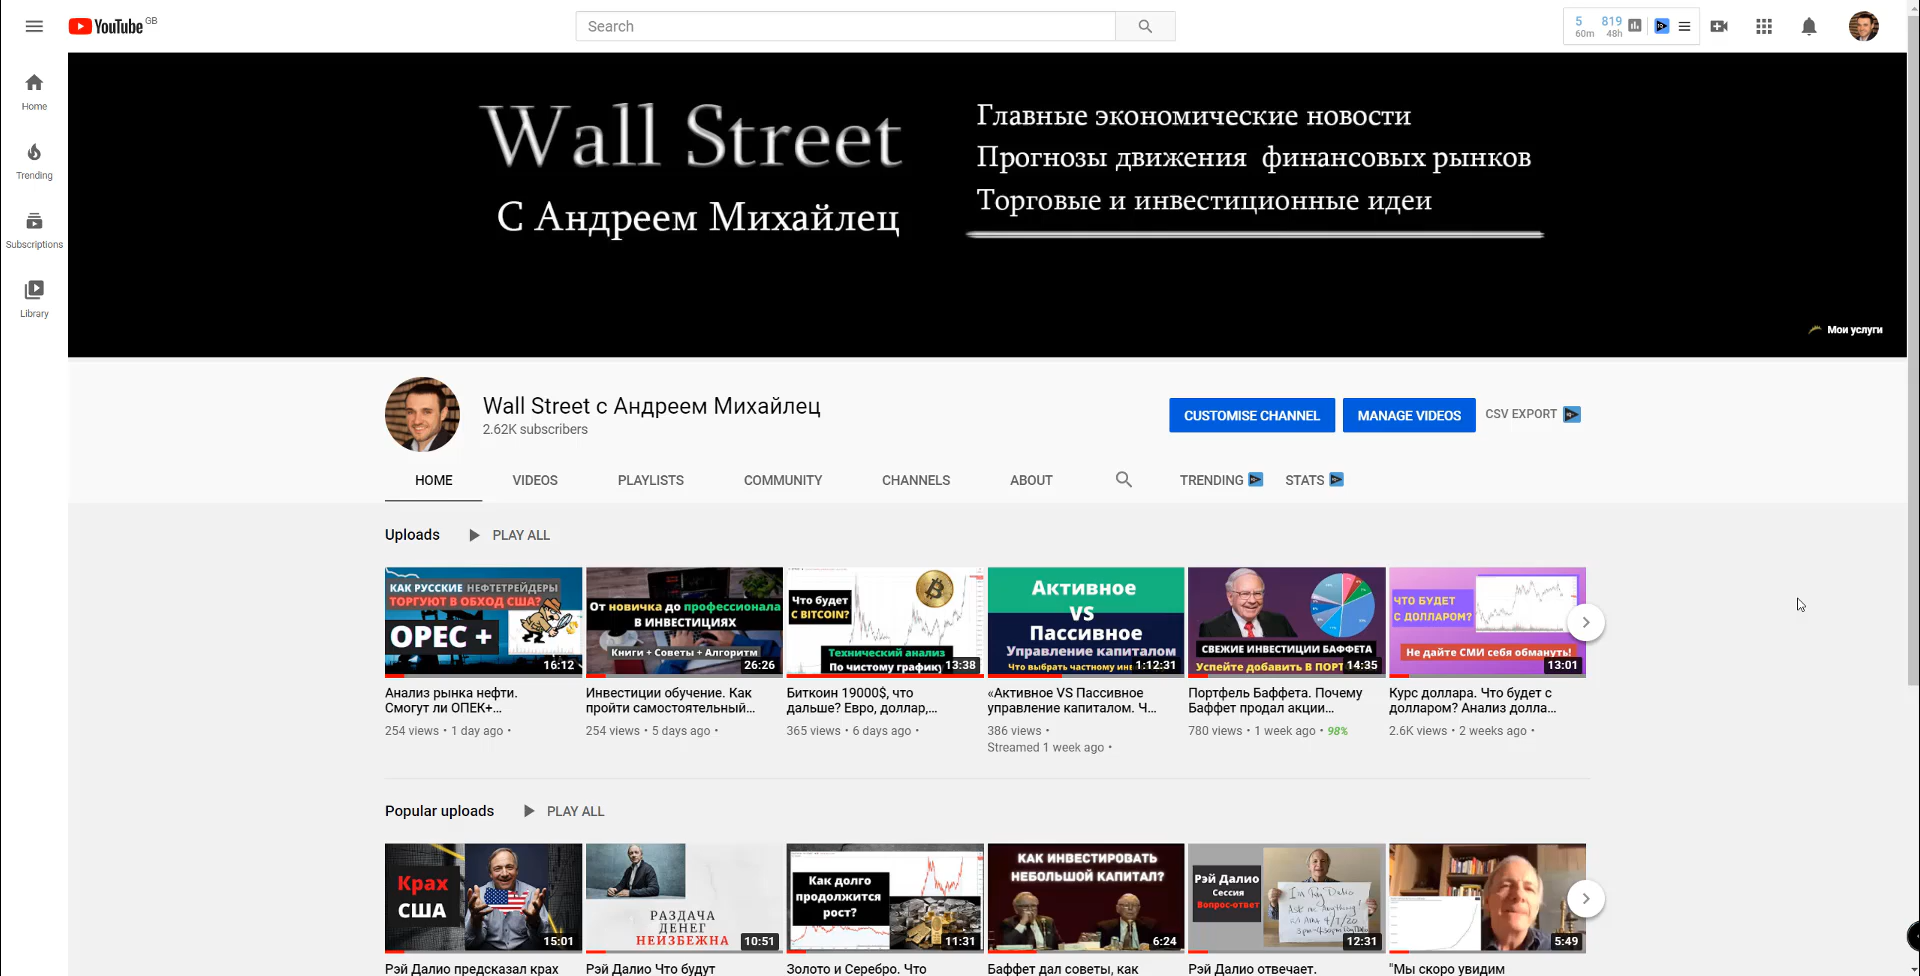 YouTube GB
Search
5 819
60m 48h
Home
Trending
Subscriptions
Library
Wall Street
С Андреем Михайлец
Главные экономические новости
Прогнозы движения финансовых рынков
Торговые и инвестиционные идеи
Мои услуги
Wall Street с Андреем Михайлец
2.62K subscribers
CUSTOMISE CHANNEL
MANAGE VIDEOS
CSV EXPORT
HOME VIDEOS PLAYLISTS COMMUNITY CHANNELS ABOUT TRENDING STATS
Uploads PLAY ALL
КАК РУССКИЕ НЕФТЕТРЕЙДЕРЫ
ТОРГУЮТ В ОБХОД США?
OPEC +
16:12
От новичка до профессионала
В ИНВЕСТИЦИЯХ
Книги + Советы + Алгоритм
26:26
Что будет
С BITCOIN?
Технический анализ
По чистому графику
13:38
Активное
VS
Пассивное
Управление капиталом
Что выбрать частному инв
1:12:31
СВЕЖИЕ ИНВЕСТИЦИИ БАФФЕТА
Успейте добавить В ПОРТ
14:35
ЧТО БУДЕТ
С ДОЛЛАРОМ?
Не дайте СМИ себя обмануть!
13:01
Анализ рынка нефти.
Смогут ли ОПЕК+...
254 views • 1 day ago •
Инвестиции обучение. Как
пройти самостоятельный...
254 views • 5 days ago •
Биткоин 19000$, что
дальше? Евро, доллар,...
365 views • 6 days ago •
«Активное VS Пассивное
управление капиталом. Ч...
386 views •
Streamed 1 week ago •
Портфель Баффета. Почему
Баффет продал акции...
780 views • 1 week ago • 98%
Курс доллара. Что будет с
долларом? Анализ долла...
2.6K views • 2 weeks ago •
Popular uploads PLAY ALL
Крах
США
15:01
РАЗДАЧА
ДЕНЕГ
НЕИЗБЕЖНА
10:51
Как долго
продолжится
рост?
11:31
КАК ИНВЕСТИРОВАТЬ
НЕБОЛЬШОЙ КАПИТАЛ?
6:24
Рэй Далио
Сессия
Вопрос-ответ
12:31
5:49
Рэй Далио предсказал крах
Рэй Далио Что будут
Золото и Серебро. Что
Баффет дал советы, как
Рэй Далио отвечает.
"Мы скоро увидим